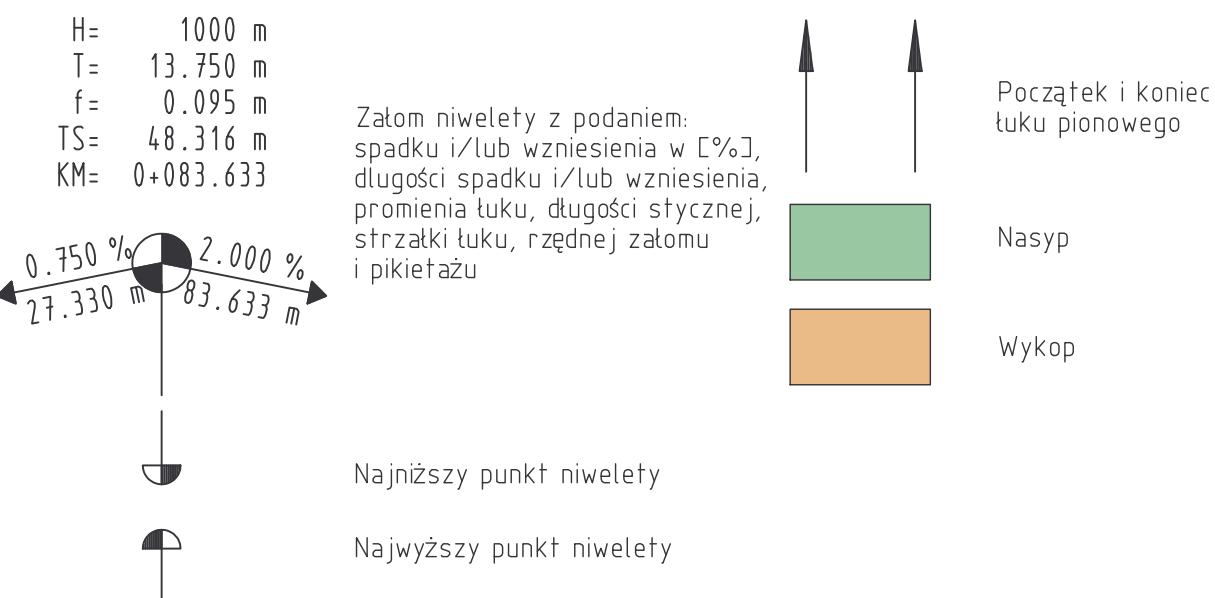 H= 1000 m
T= 13.750 m
f= 0.095 m
TS= 48.316 m
KM= 0+083.633
0.750 %
27.330 m
2.000 %
83.633 m
Załom niwelety z podaniem:
spadku i/lub wzniesienia w [%],
dlugości spadku i/lub wzniesienia,
promienia łuku, długości stycznej,
strzałki łuku, rzędnej załomu
i pikietażu
Najniższy punkt niwelety
Najwyższy punkt niwelety
Początek i koniec
łuku pionowego
Nasyp
Wykop